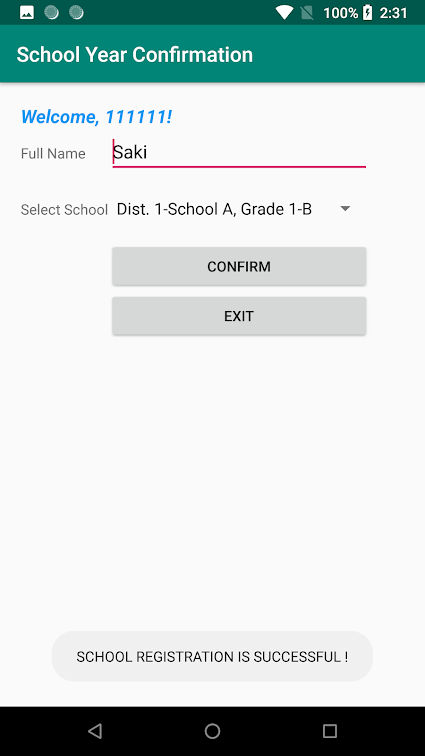 100% 2:31
School Year Confirmation
Welcome, 111111!
Full Name Saki
Select School Dist. 1-School A, Grade 1-B
CONFIRM
EXIT
SCHOOL REGISTRATION IS SUCCESSFUL !